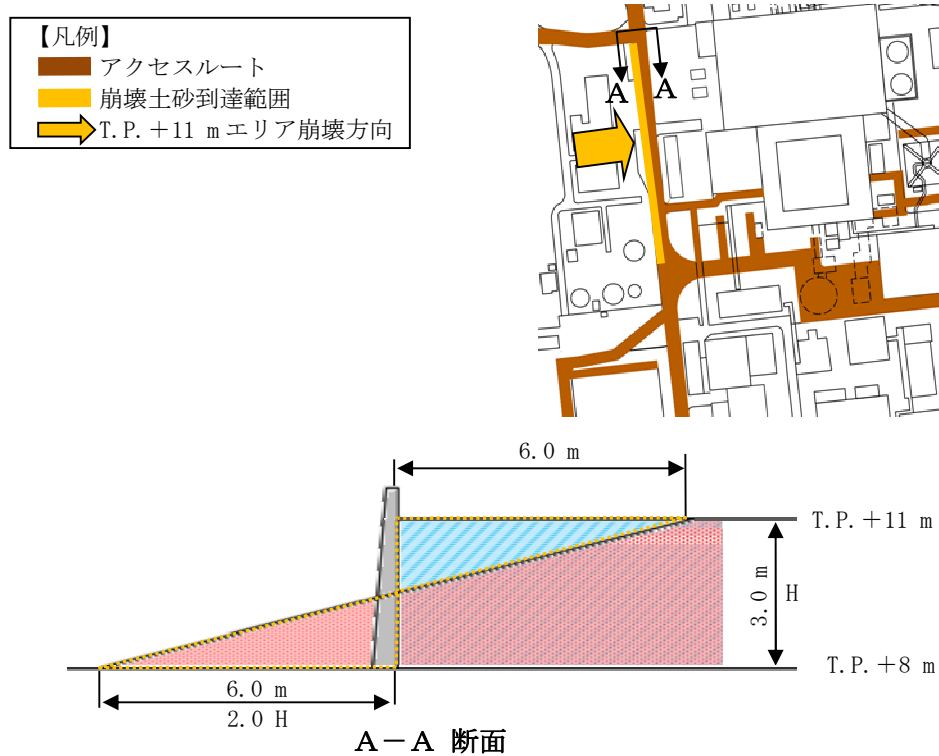 【凡例】
アクセスルート
崩壊土砂到達範囲
T.P.+11 mエリア崩壊方向
A A
6.0 m
T.P.+11 m
3.0 m
H
T.P.+8 m
6.0 m
2.0 H
A-A 断面